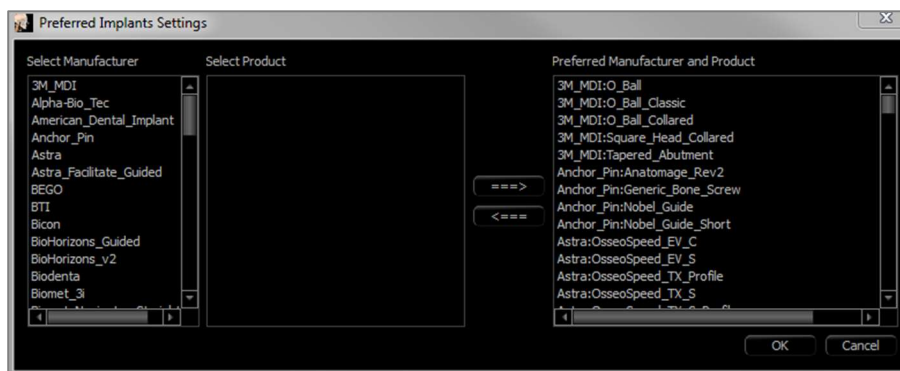 Preferred Implants Settings
Select Manufacturer
3M_MDI
Alpha-Bio_Tec
American_Dental_Implant
Anchor_Pin
Astra
Astra_Facilitate_Guided
BEGO
BTI
Bicon
BioHorizons_Guided
BioHorizons_v2
Biodenta
Biomet_3i
Select Product
===>
<===
Preferred Manufacturer and Product
3M_MDI:O_Ball
3M_MDI:O_Ball_Classic
3M_MDI:O_Ball_Collared
3M_MDI:Square_Head_Collared
3M_MDI:Tapered_Abutment
Anchor_Pin:Anatomage_Rev2
Anchor_Pin:Generic_Bone_Screw
Anchor_Pin:Nobel_Guide
Anchor_Pin:Nobel_Guide_Short
Astra:OsseoSpeed_EV_C
Astra:OsseoSpeed_EV_S
Astra:OsseoSpeed_TX_Profile
Astra:OsseoSpeed_TX_S
OK
Cancel